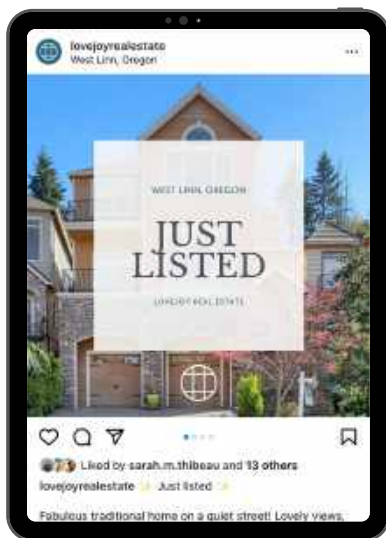 lovejoyrealestate
West Linn, Oregon
WEST LINN, OREGON
JUST
LISTED
LOVEJOY REAL ESTATE
Liked by sarah.m.thibeau and 13 others
lovejoyrealestate ✨ Just listed ✨
Fabulous traditional home on a quiet street! Lovely views,